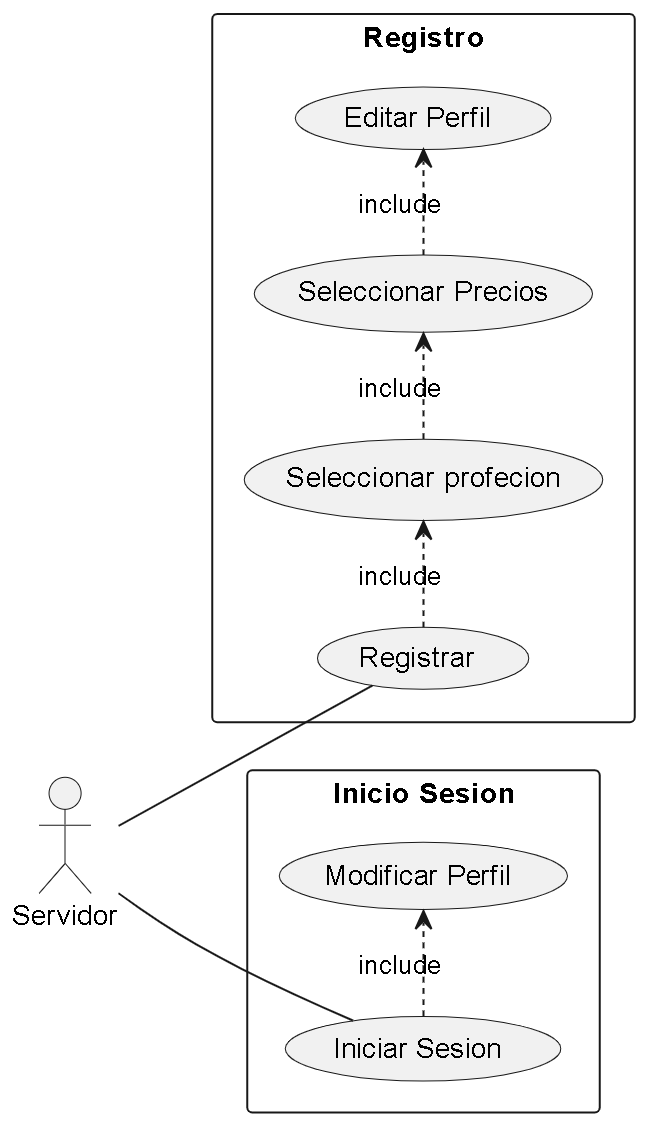 Registro
Editar Perfil
include
Seleccionar Precios
include
Seleccionar profecion
include
Registrar
Inicio Sesion
Modificar Perfil
Servidor
include
Iniciar Sesion